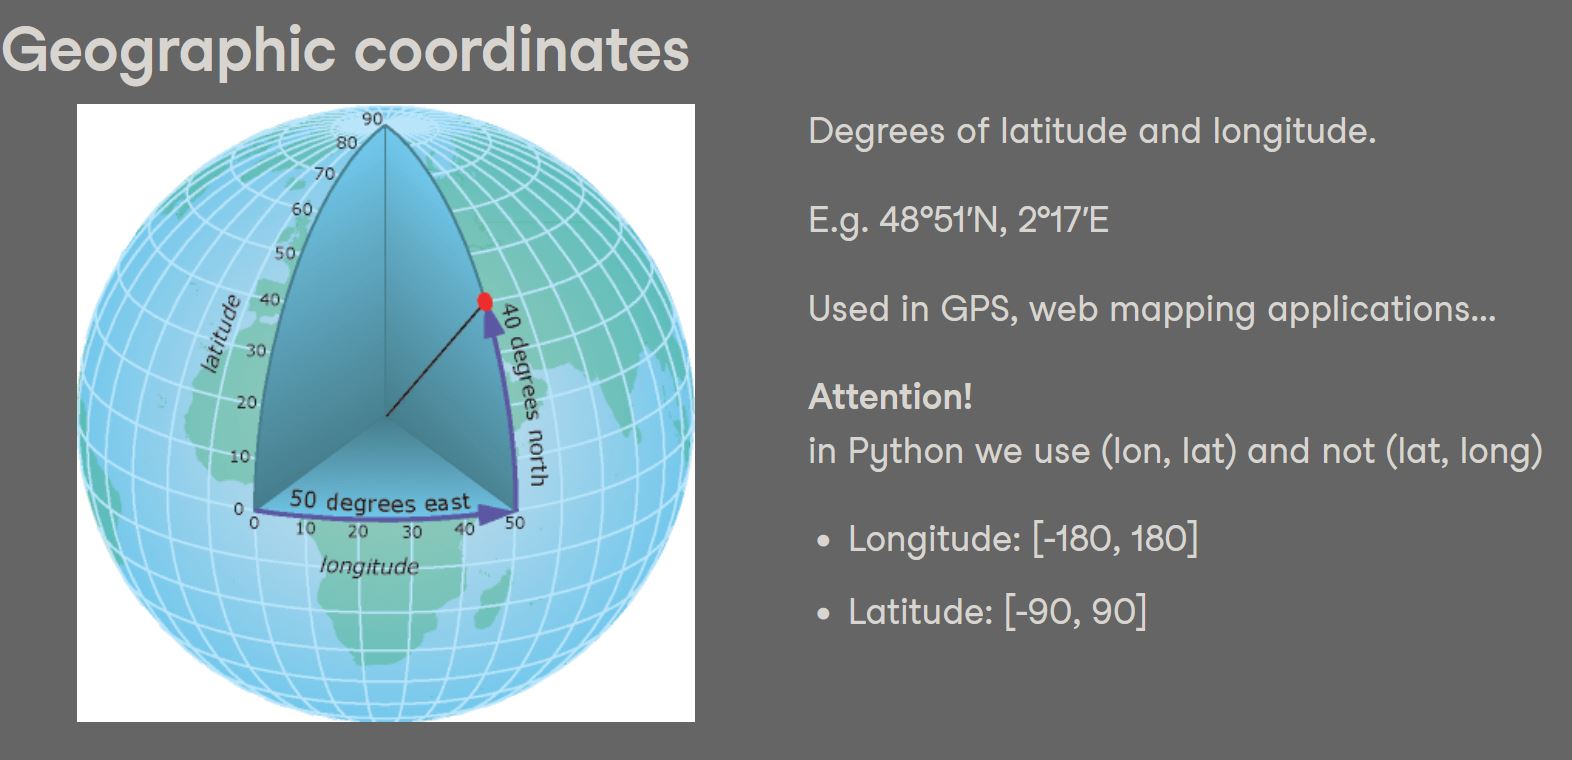 Geographic coordinates
90
80
70
60
50
40
30
20
10
0
latitude
40 degrees north
50 degrees east
0
10
20
30
40
50
longitude
Degrees of latitude and longitude.
E.g. 48°51'N, 2°17'E
Used in GPS, web mapping applications...
Attention!
in Python we use (lon, lat) and not (lat, long)
• Longitude: [-180, 180]
• Latitude: [-90, 90]